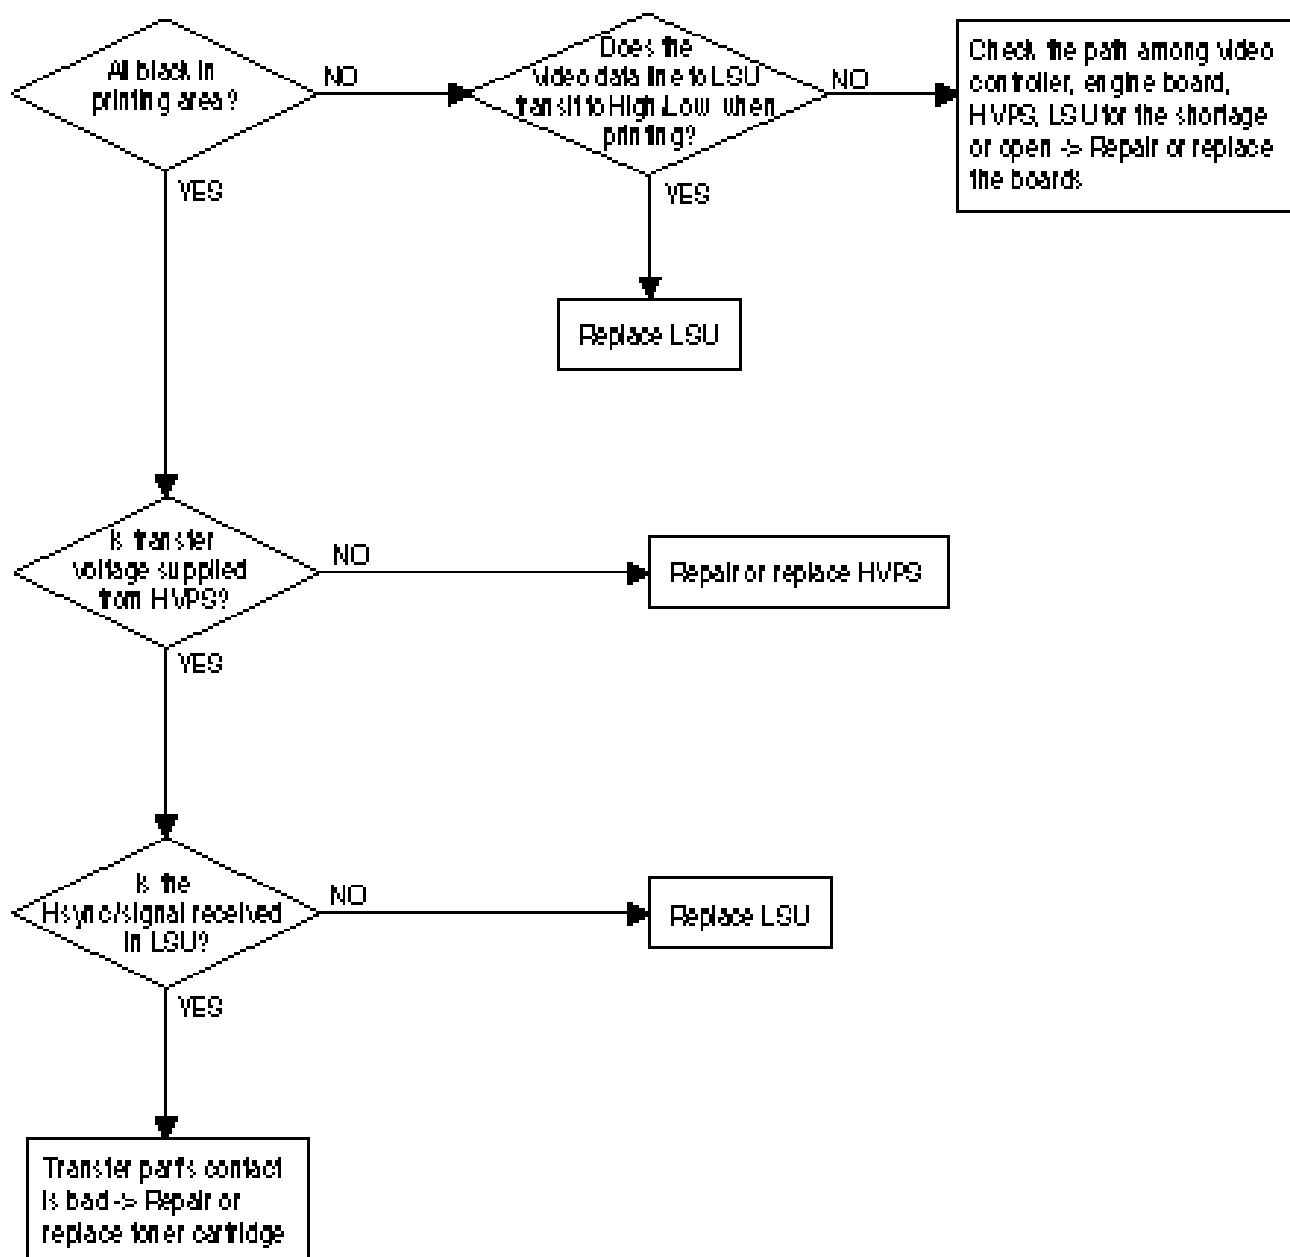 All black in
printing area?
NO
Does the
video data line to LSU
transit to High/Low when
printing?
NO
Check the path among video
controller, engine board,
HVPS, LSU for the shortage
or open -> Repair or replace
the boards
YES
YES
Replace LSU
Is transfer
voltage supplied
from HVPS?
NO
Repair or replace HVPS
YES
Is the
Hsync/signal received
in LSU?
NO
Replace LSU
YES
Transfer part's contact
is bad -> Repair or
replace toner cartridge